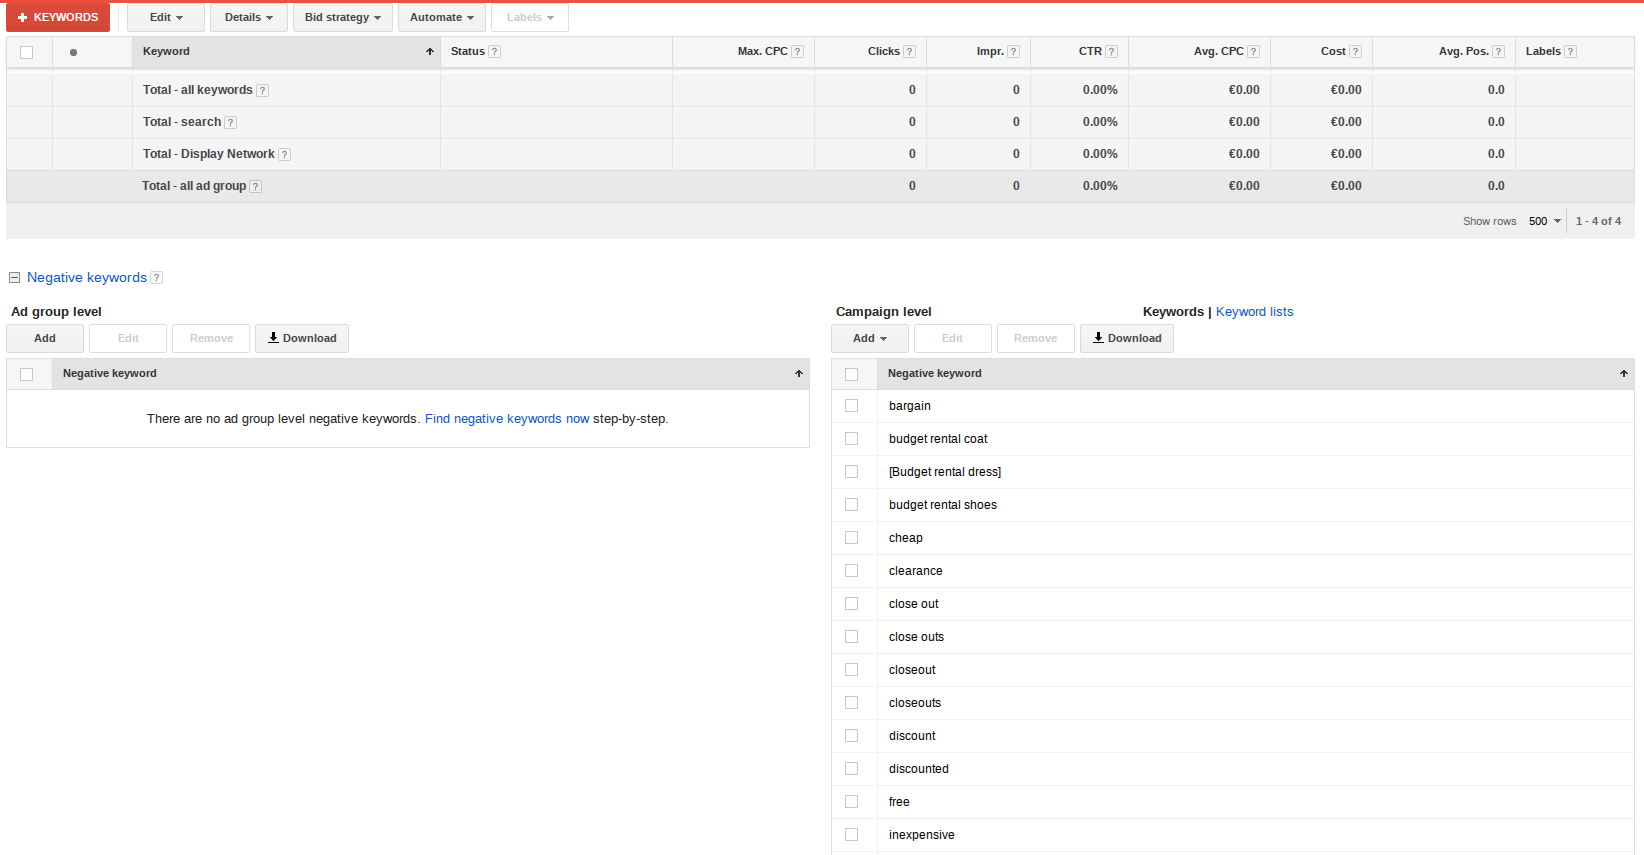 KEYWORDS Edit Details Bid strategy Automate Labels
Keyword Status ? Max. CPC ? Clicks ? Impr. ? CTR ? Avg. CPC ? Cost ? Avg. Pos. ? Labels ?
Total - all keywords ? 0 0 0.00% €0.00 €0.00 0.0
Total - search ? 0 0 0.00% €0.00 €0.00 0.0
Total - Display Network ? 0 0 0.00% €0.00 €0.00 0.0
Total - all ad group ? 0 0 0.00% €0.00 €0.00 0.0
Show rows 500 1 - 4 of 4
Negative keywords ?
Ad group level
Add Edit Remove Download
Negative keyword
There are no ad group level negative keywords. Find negative keywords now step-by-step.
Campaign level Keywords | Keyword lists
Add Edit Remove Download
Negative keyword
bargain
budget rental coat
[Budget rental dress]
budget rental shoes
cheap
clearance
close out
close outs
closeout
closeouts
discount
discounted
free
inexpensive